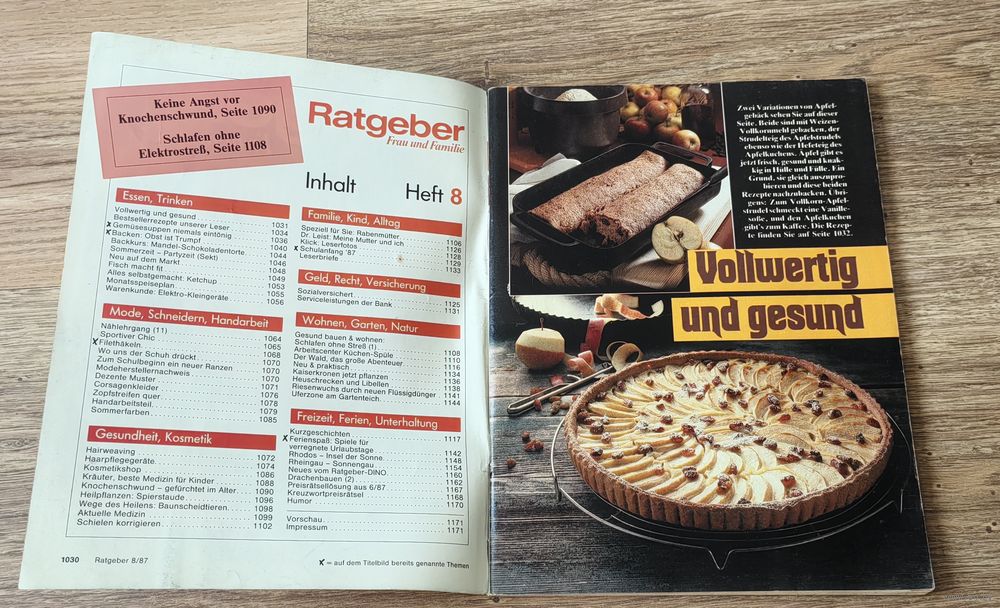 Keine Angst vor
Knochenschwund, Seite 1090
Schlafen ohne
Elektrostreß, Seite 1108
Ratgeber
Frau und Familie
Inhalt Heft 8
Essen, Trinken
Vollwertig und gesund 1031
Bestsellerrezepte unserer Leser 1034
x Gemüsesuppen niemals eintönig 1034
x Backen: Obst ist Trumpf 1036
Backkurs: Mandel-Schokoladentorte 1040
Sommerzeit – Partyzeit (Sekt) 1044
Neu auf dem Markt 1046
Fisch macht fit 1048
Alles selbstgemacht: Ketchup 1049
Monatsspeiseplan 1053
Warenkunde: Elektro-Kleingeräte 1055
1056
Mode, Schneidern, Handarbeit
Nählehrgang (11) 1064
Sportiver Chic 1065
x Filethäkeln 1068
Wo uns der Schuh drückt 1070
Zum Schulbeginn ein neuer Ranzen 1070
Modeherstellernachweis 1070
Dezente Muster 1071
Corsagenkleider 1076
Zopfstreifen quer 1078
Handarbeitsteil 1079
Sommerfarben 1085
Gesundheit, Kosmetik
Hairweaving 1072
Haarpflegegeräte 1074
Kosmetikshop 1086
Kräuter, beste Medizin für Kinder 1088
Knochenschwund – gefürchtet im Alter 1090
Heilpflanzen: Spierstaude 1096
Wege des Heilens: Baunscheidtieren 1098
Aktuelle Medizin 1099
Schielen korrigieren 1102
Familie, Kind, Alltag
Speziell für Sie: Rabenmütter 1106
Dr. Leist: Meine Mutter und ich 1126
Klick: Leserfotos 1128
x Schulanfang '87 1129
Leserbriefe 1133
Geld, Recht, Versicherung
Sozialversichert 1125
Serviceleistungen der Bank 1131
Wohnen, Garten, Natur
Gesund bauen & wohnen:
Schlafen ohne Streß (1) 1108
Arbeitscenter Küchen-Spüle 1110
Der Wald, das große Abenteuer 1116
Neu & praktisch 1134
Kaiserkronen jetzt pflanzen 1136
Heuschrecken und Libellen 1138
Riesenwuchs durch neuen Flüssigdünger 1141
Uferzone am Gartenteich 1144
Freizeit, Ferien, Unterhaltung
Kurzgeschichten 1117
x Ferienspaß: Spiele für
verregnete Urlaubstage 1142
Rhodos – Insel der Sonne 1148
Rheingau – Sonnengau 1154
Neues vom Ratgeber-DINO 1160
Drachenbauen (2) 1162
Preisrätsellösung aus 6/87 1167
Kreuzwortpreisrätsel 1168
Humor 1170
Vorschau 1171
Impressum 1171
1030 Ratgeber 8/87
x = auf dem Titelbild bereits genannte Themen
Zwei Variationen von Apfel-
gebäck sehen Sie auf dieser
Seite. Beide sind mit Weizen-
Vollkornmehl gebacken, der
Strudelteig des Apfelstrudels
ebenso wie der Hefeteig des
Apfelkuchens. Äpfel gibt es
jetzt frisch, gesund und knak-
kig in Hülle und Fülle. Ein
Grund, sie gleich auszupro-
bieren und diese beiden
Rezepte nachzubacken. Übri-
gens: Zum Vollkorn-Apfel-
strudel schmeckt eine Vanille-
soße, und den Apfelkuchen
gibt's zum Kaffee. Die Rezep-
te finden Sie auf Seite 1032.
Vollwertig
und gesund